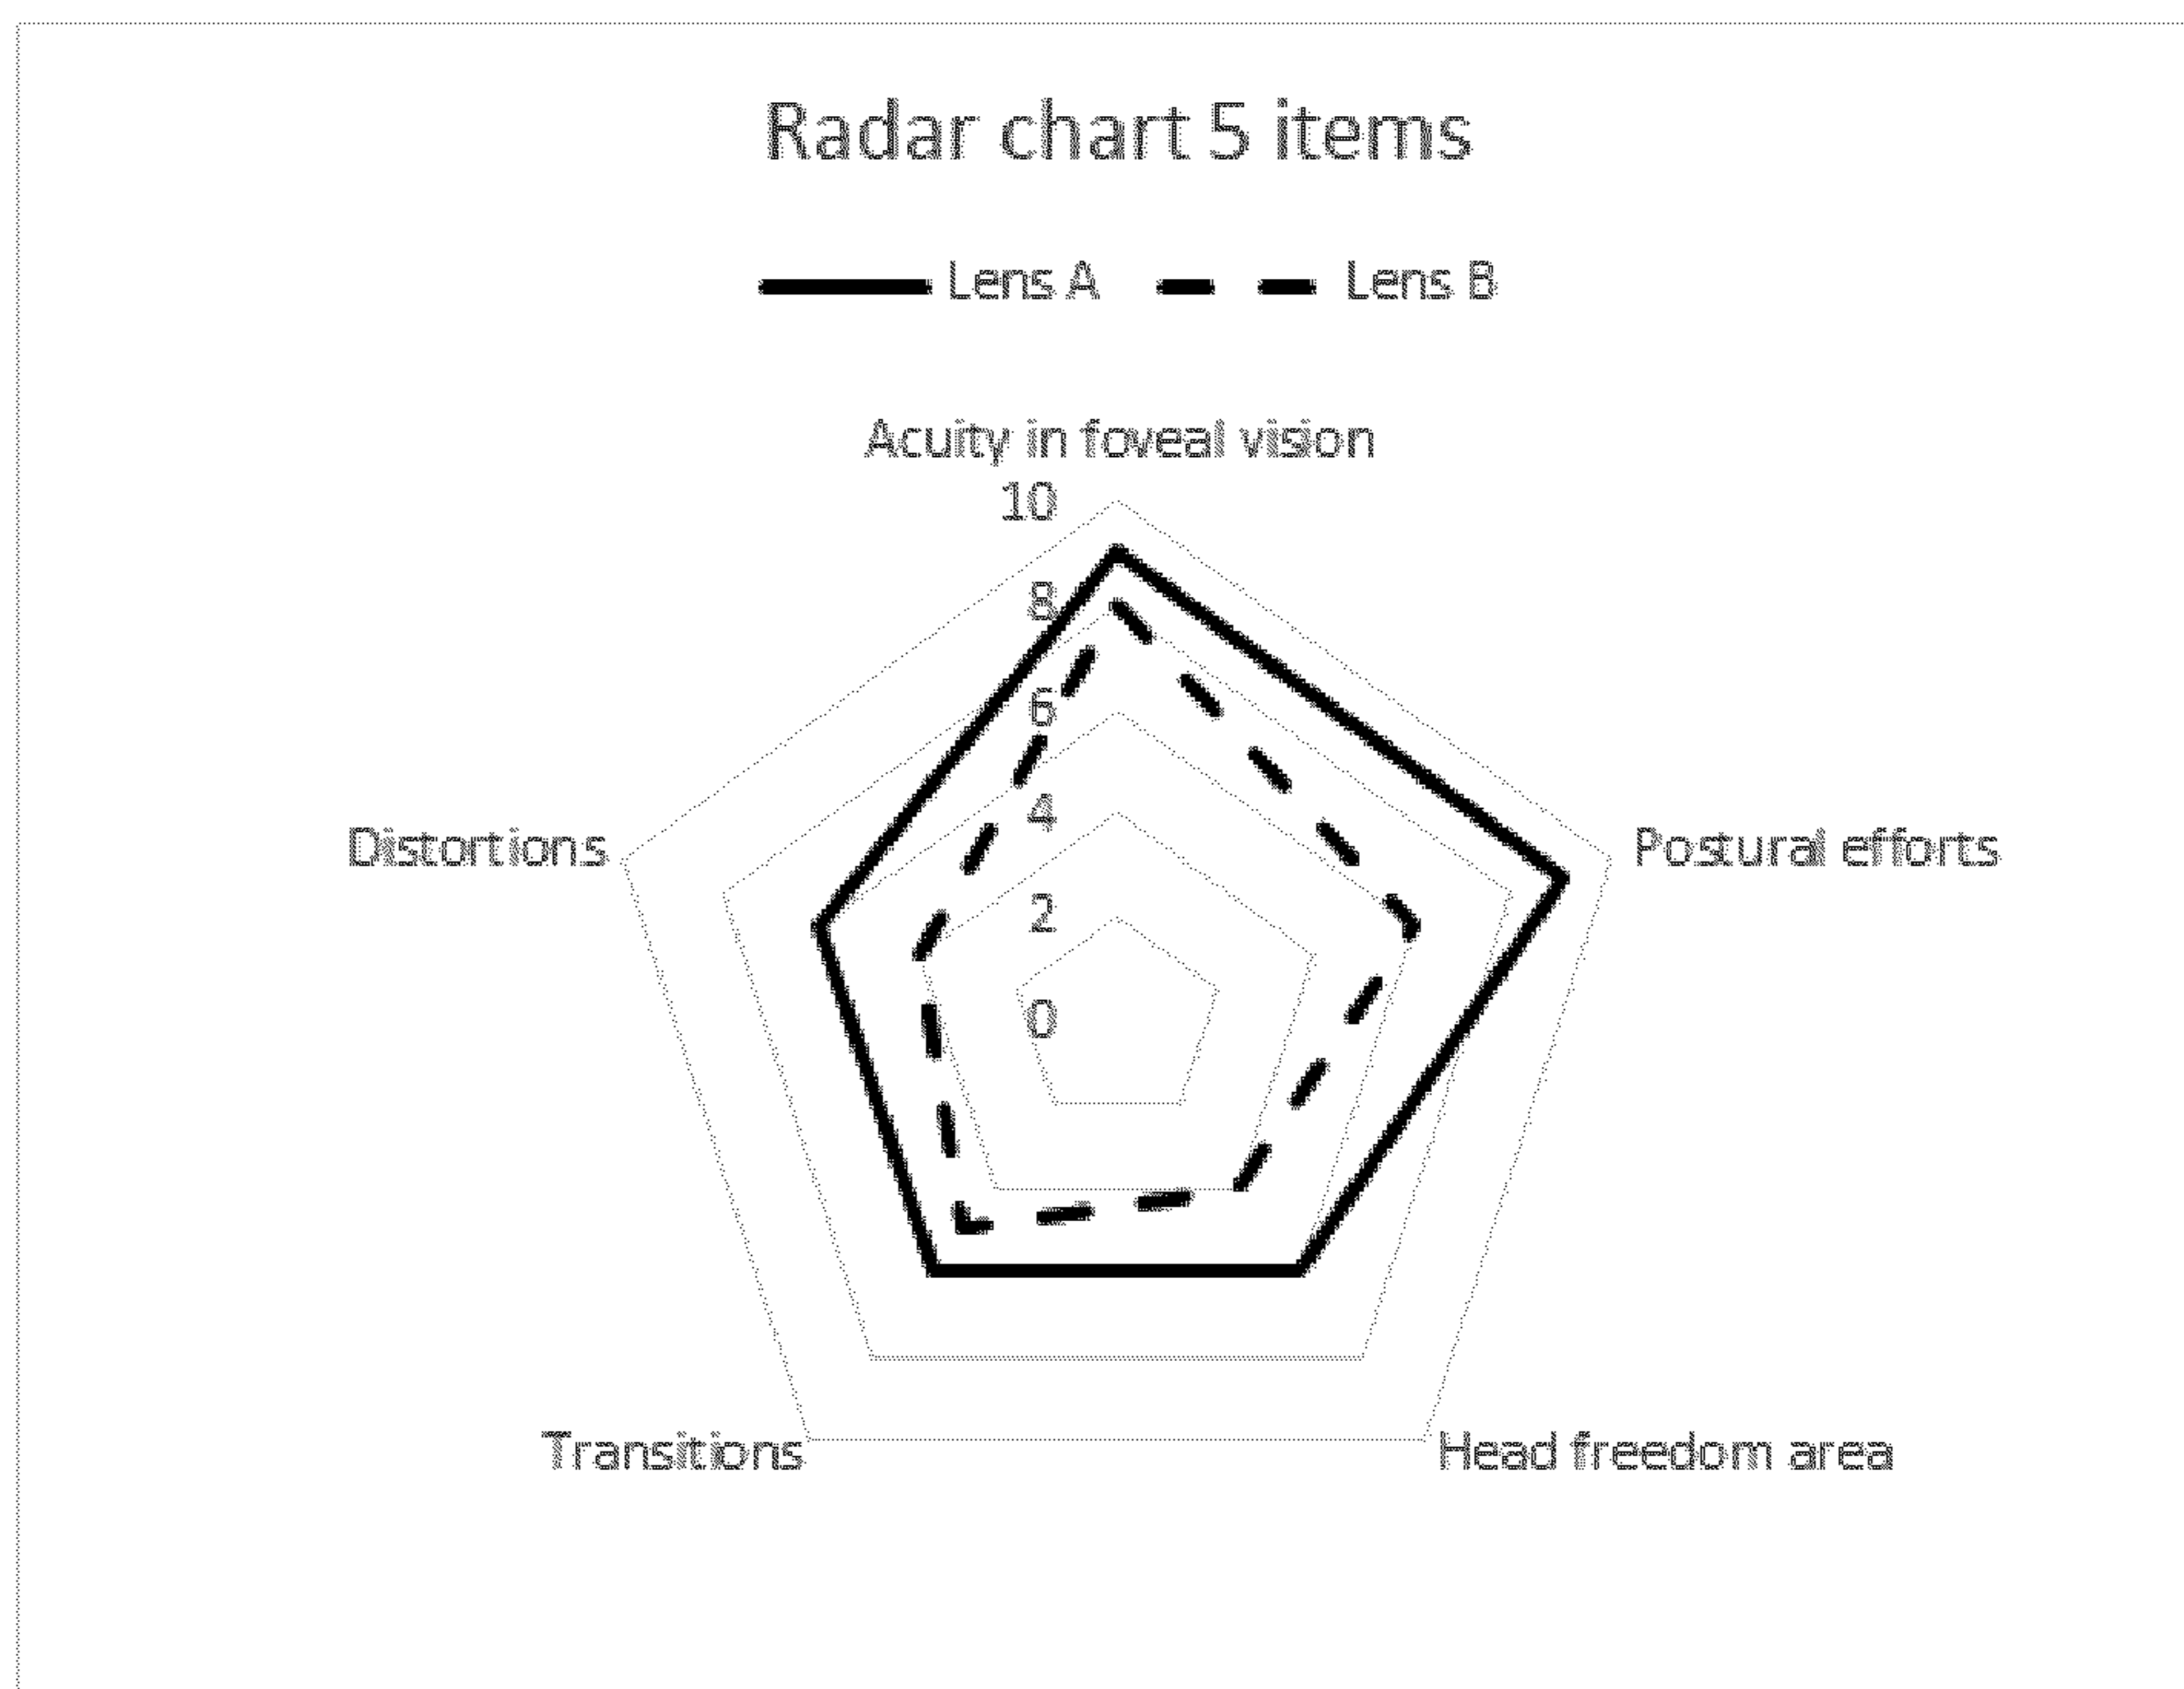 Radar chart 5 items
Lens A Lens B
Acuity in foveal vision
10
8
6
4
2
0
Distortions
Postural efforts
Transitions
Head freedom area